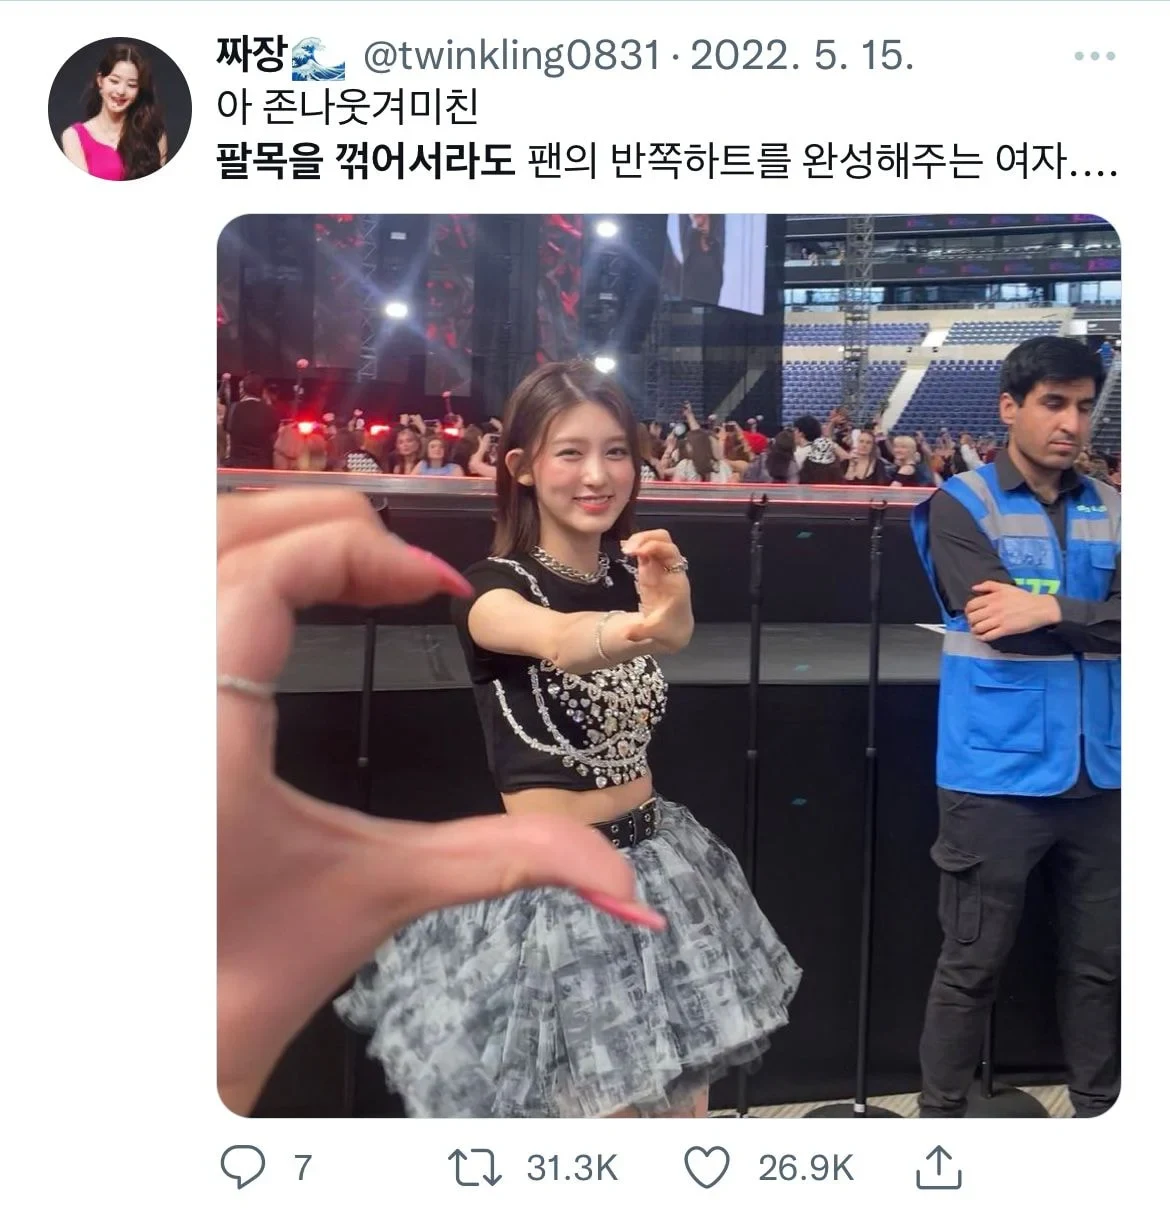 짜장🌊 @twinkling0831 · 2022. 5. 15.
아 존나웃겨미친
팔목을 꺾어서라도 팬의 반쪽하트를 완성해주는 여자....
7 31.3K 26.9K